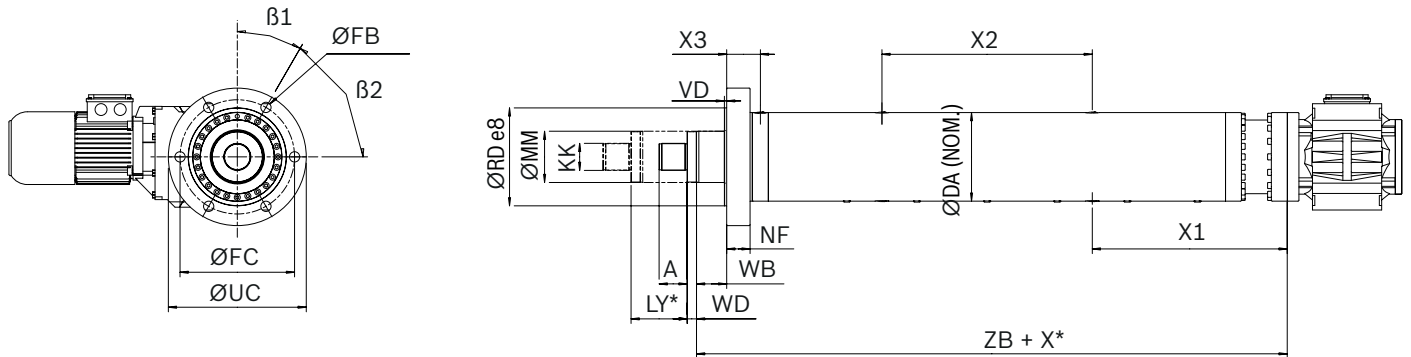 ß1
ØFB
ß2
ØFC
ØUC
X3
X2
VD
ØRD e8
ØMM
KK
ØDA (NOM.)
NF
X1
A
WB
LY*
WD
ZB + X*